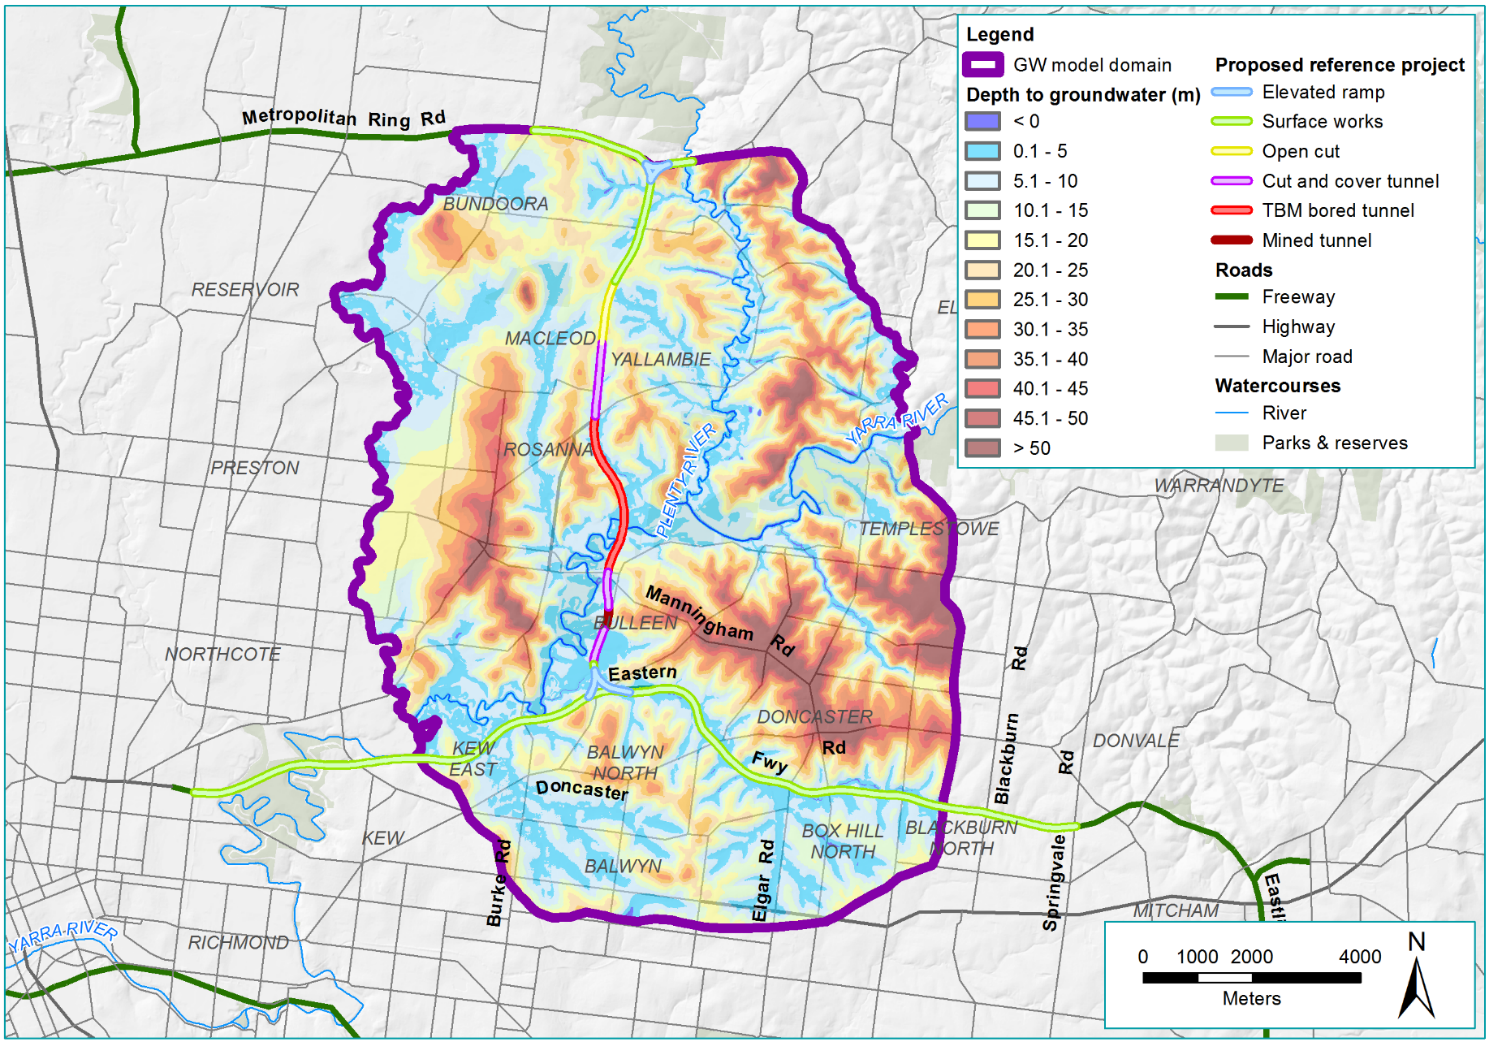 Legend
GW model domain
Depth to groundwater (m)
< 0
0.1 - 5
5.1 - 10
10.1 - 15
15.1 - 20
20.1 - 25
25.1 - 30
30.1 - 35
35.1 - 40
40.1 - 45
45.1 - 50
> 50
Proposed reference project
Elevated ramp
Surface works
Open cut
Cut and cover tunnel
TBM bored tunnel
Mined tunnel
Roads
Freeway
Highway
Major road
Watercourses
River
Parks & reserves
Metropolitan Ring Rd
BUNDOORA
RESERVOIR
EL
MACLEOD
YALLAMBIE
YARRA RIVER
ROSANNA
PLENTY RIVER
PRESTON
WARRANDYTE
TEMPLESTOWE
Manningham Rd
BULLEEN
NORTHCOTE
Eastern
Fwy
DONCASTER
Blackburn Rd
Springvale Rd
DONVALE
KEW
EAST
BALWYN
NORTH
Doncaster
Rd
KEW
BOX HILL
NORTH
BLACKBURN
NORTH
BALWYN
Burke Rd
Elgar Rd
MITCHAM
Eastli
YARRA RIVER
RICHMOND
0 1000 2000 4000
Meters
N